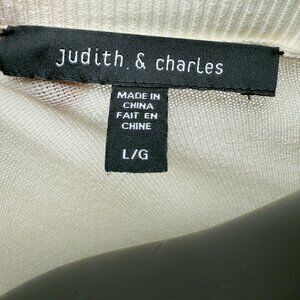 judith & charles
MADE IN
CHINA
FAIT EN
CHINE
L/G